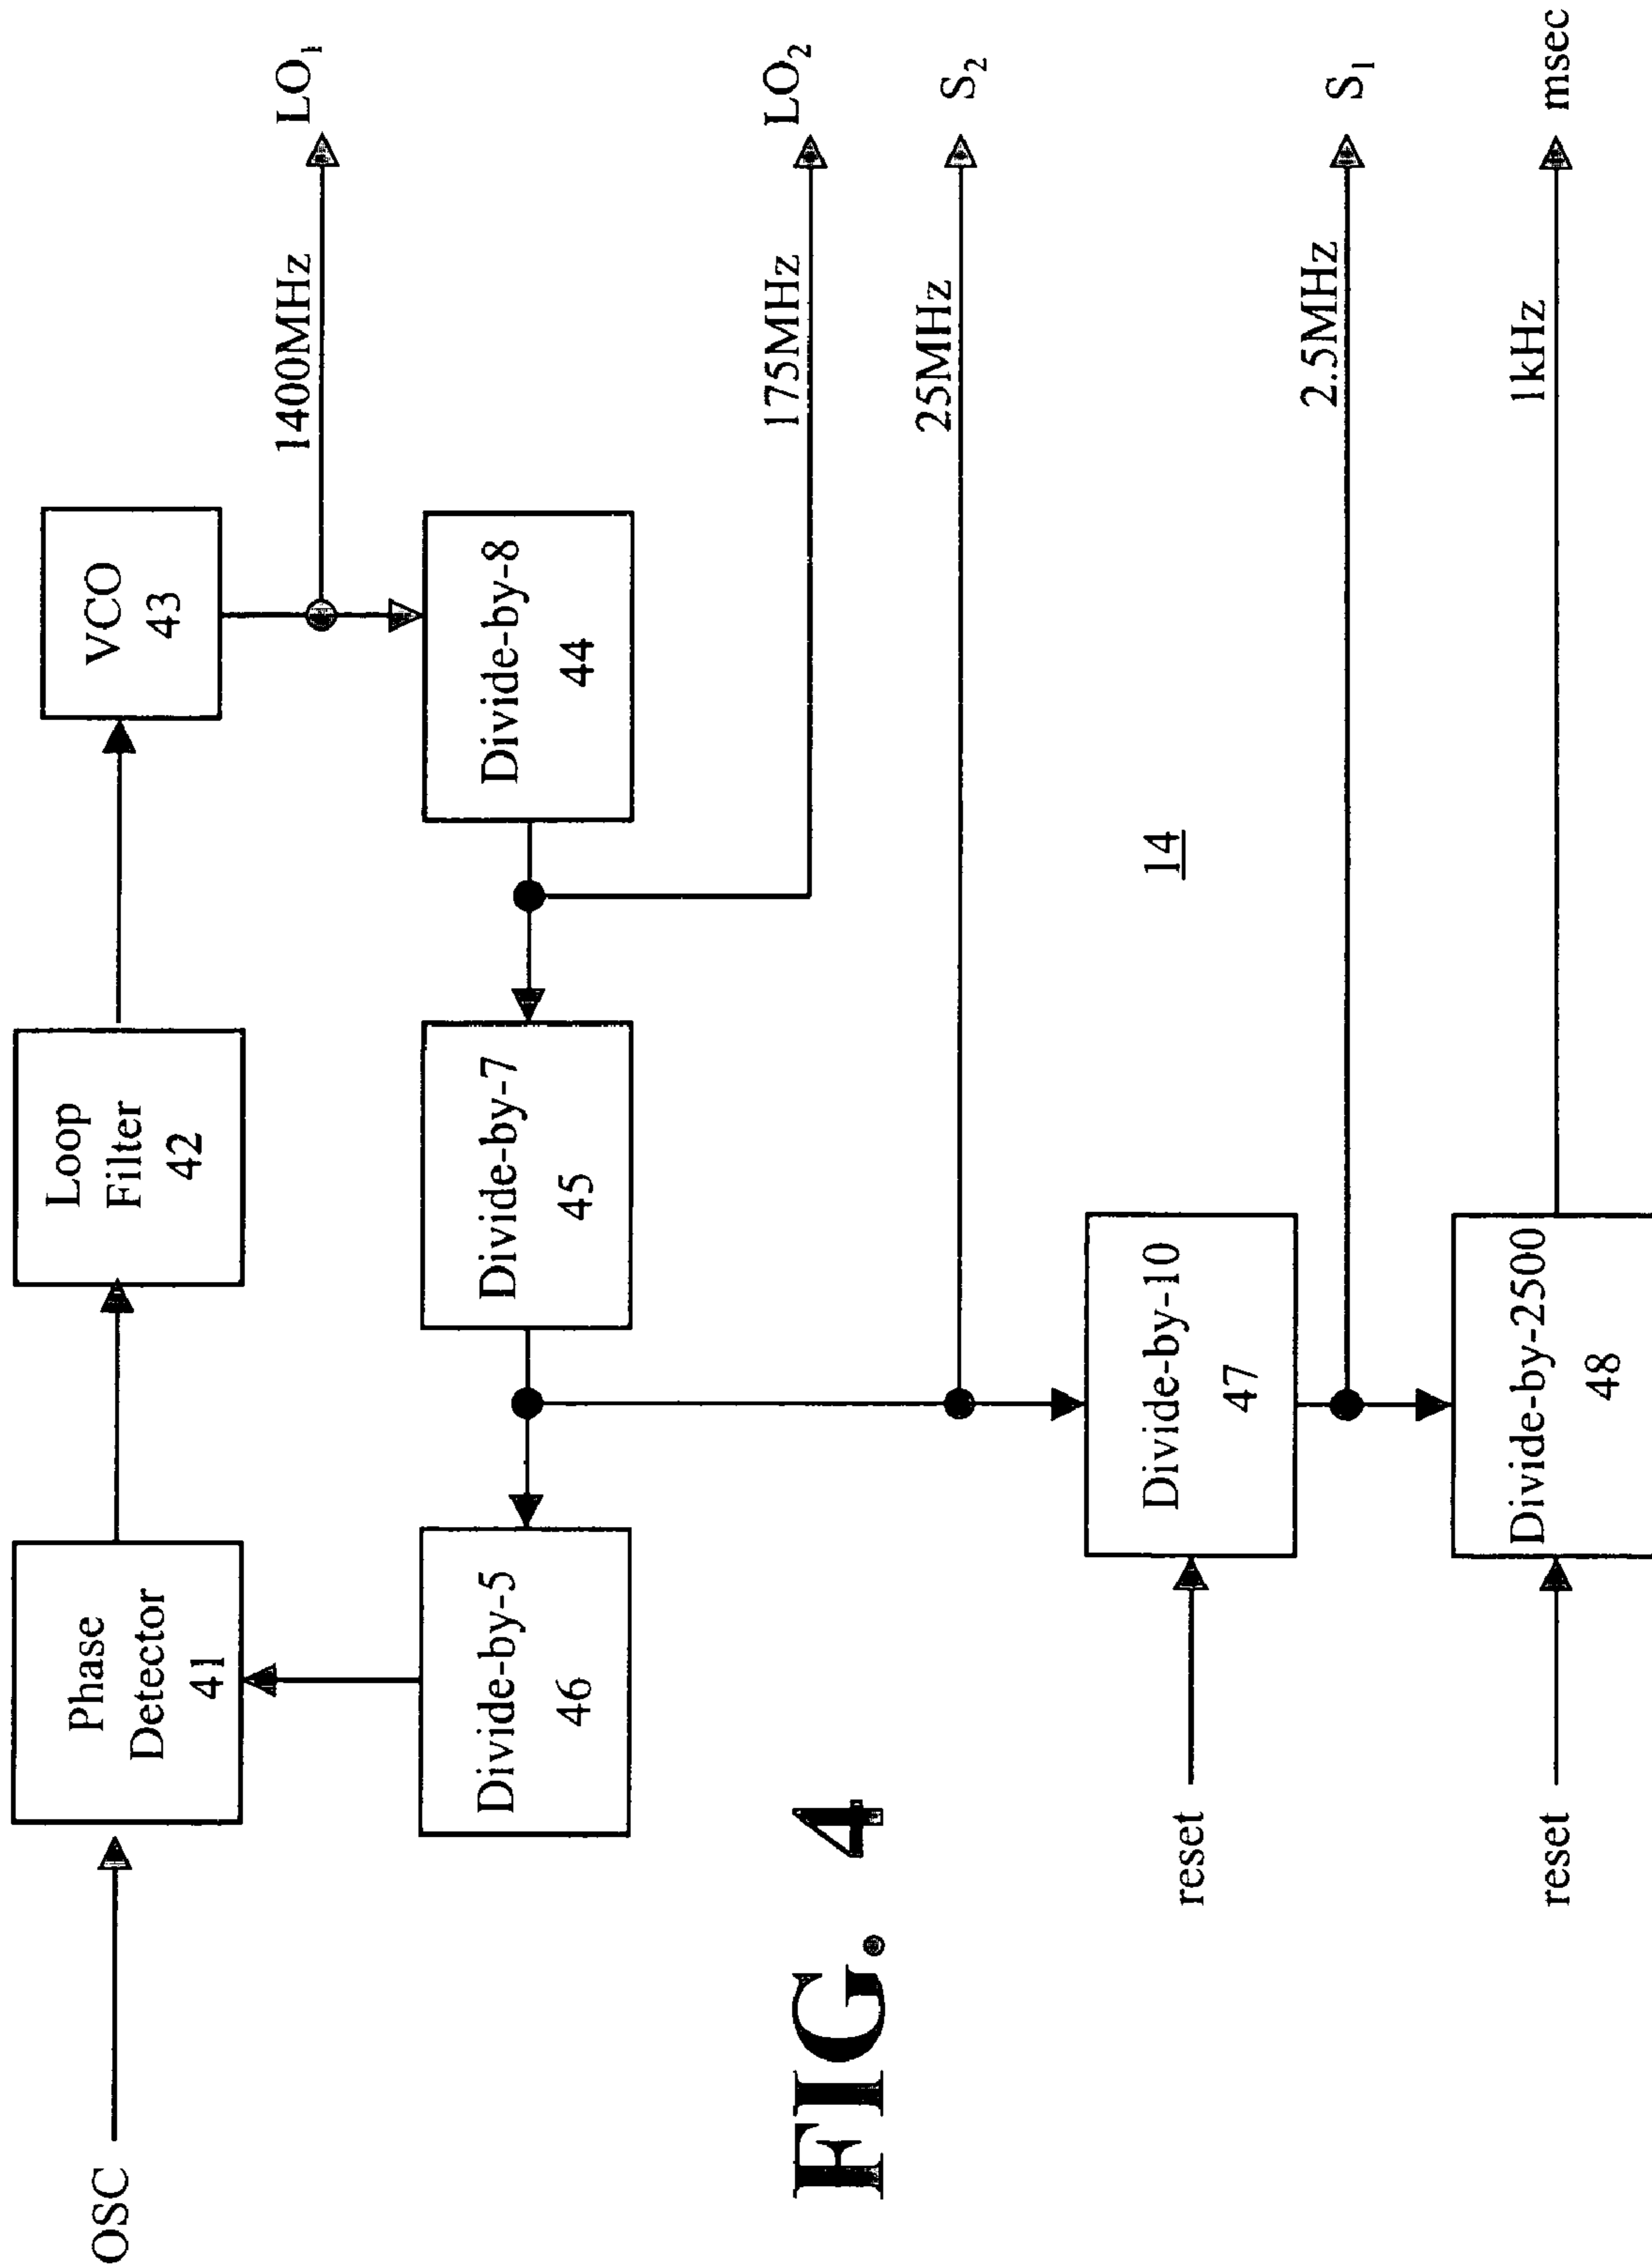 OSC
Phase
Detector
41
Loop
Filter
42
VCO
43
1400MHz
LO₁
Divide-by-5
46
Divide-by-7
45
Divide-by-8
44
175MHz
LO₂
25MHz
S₂
FIG. 4
14
reset
Divide-by-10
47
2.5MHz
S₁
reset
Divide-by-2500
48
1kHz
msec